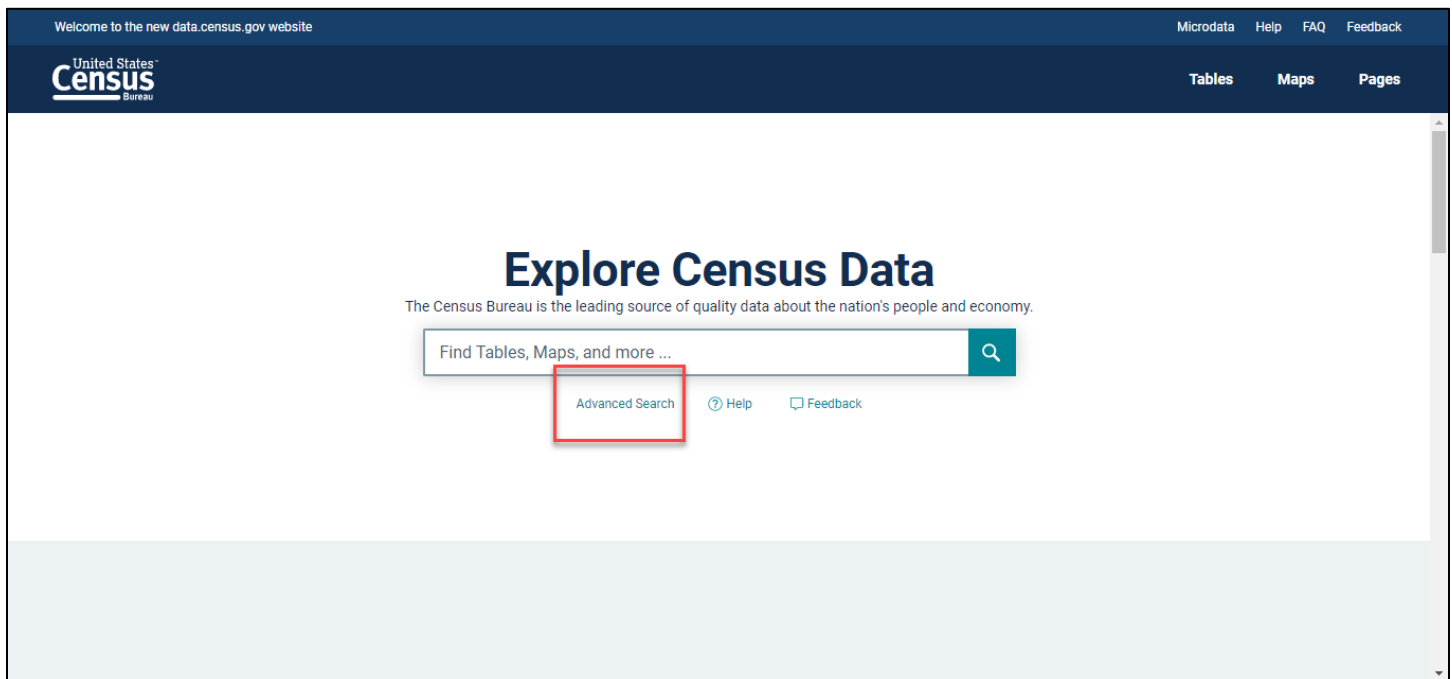 Welcome to the new data.census.gov website
Microdata Help FAQ Feedback
United States™
Census
Bureau
Tables Maps Pages
Explore Census Data
The Census Bureau is the leading source of quality data about the nation's people and economy.
Find Tables, Maps, and more ...
Advanced Search Help Feedback